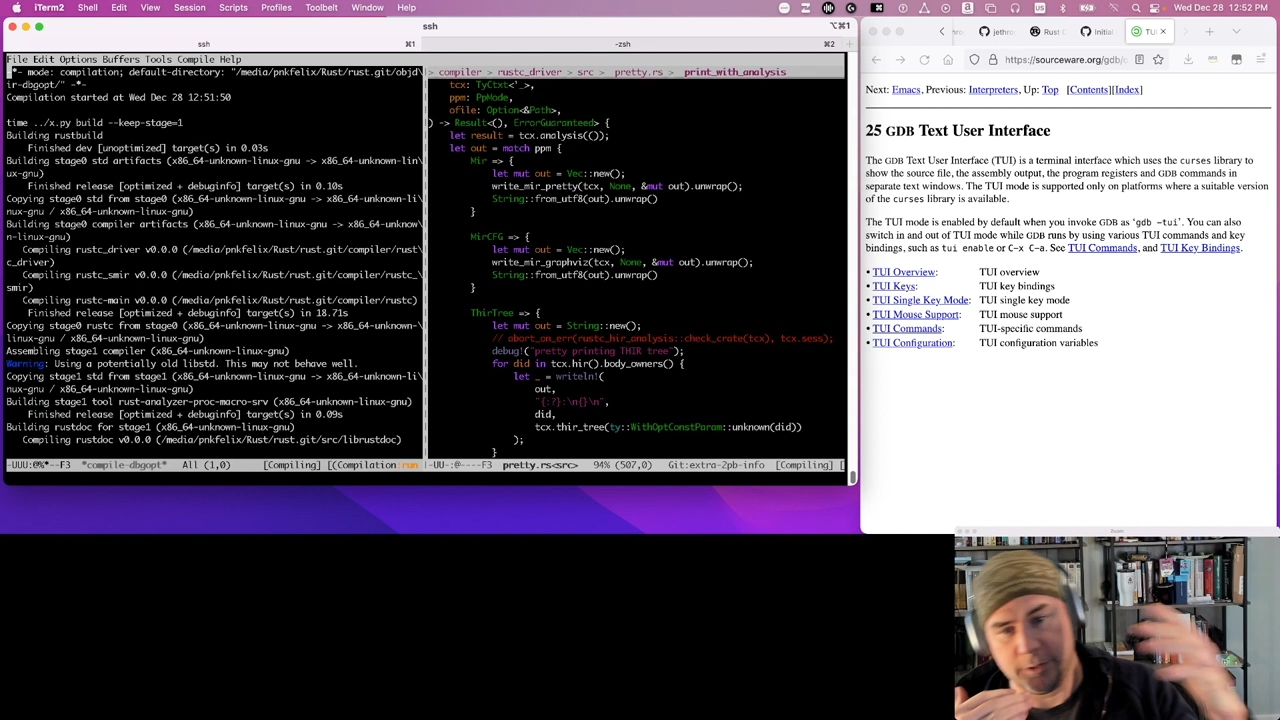 iTerm2 Shell Edit View Session Scripts Profiles Toolbelt Window Help
Wed Dec 28 12:52 PM
ssh
⌥⌘1
ssh ⌘1 -zsh ⌘2
File Edit Options Buffers Tools Compile Help
*- mode: compilation; default-directory: "/media/pnkfelix/Rust/rust.git/objd\
ir-dbgopt/" -*-
Compilation started at Wed Dec 28 12:51:50
time ../x.py build --keep-stage=1
Building rustbuild
Finished dev [unoptimized] target(s) in 0.03s
Building stage0 std artifacts (x86_64-unknown-linux-gnu -> x86_64-unknown-lin\
ux-gnu)
Finished release [optimized + debuginfo] target(s) in 0.10s
Copying stage0 std from stage0 (x86_64-unknown-linux-gnu -> x86_64-unknown-li\
nux-gnu / x86_64-unknown-linux-gnu)
Building stage0 compiler artifacts (x86_64-unknown-linux-gnu -> x86_64-unknow\
n-linux-gnu)
Compiling rustc_driver v0.0.0 (/media/pnkfelix/Rust/rust.git/compiler/rust\
c_driver)
Compiling rustc_smir v0.0.0 (/media/pnkfelix/Rust/rust.git/compiler/rustc_\
smir)
Compiling rustc-main v0.0.0 (/media/pnkfelix/Rust/rust.git/compiler/rustc)
Finished release [optimized + debuginfo] target(s) in 18.71s
Copying stage0 rustc from stage0 (x86_64-unknown-linux-gnu -> x86_64-unknown-\
linux-gnu / x86_64-unknown-linux-gnu)
Assembling stage1 compiler (x86_64-unknown-linux-gnu)
Warning: Using a potentially old libstd. This may not behave well.
Copying stage1 std from stage1 (x86_64-unknown-linux-gnu -> x86_64-unknown-li\
nux-gnu / x86_64-unknown-linux-gnu)
Building stage1 tool rust-analyzer-proc-macro-srv (x86_64-unknown-linux-gnu)
Finished release [optimized + debuginfo] target(s) in 0.09s
Building rustdoc for stage1 (x86_64-unknown-linux-gnu)
Compiling rustdoc v0.0.0 (/media/pnkfelix/Rust/rust.git/src/librustdoc)
-UUU:@%*--F3 *compile-dbgopt* All (1,0) [Compiling] [(Compilation:run
> compiler > rustc_driver > src > pretty.rs > print_with_analysis
tcx: TyCtxt<'_>,
ppm: PpMode,
ofile: Option<&Path>,
) -> Result<(), ErrorGuaranteed> {
let result = tcx.analysis(());
let out = match ppm {
Mir => {
let mut out = Vec::new();
write_mir_pretty(tcx, None, &mut out).unwrap();
String::from_utf8(out).unwrap()
}
MirCFG => {
let mut out = Vec::new();
write_mir_graphviz(tcx, None, &mut out).unwrap();
String::from_utf8(out).unwrap()
}
ThirTree => {
let mut out = String::new();
// abort_on_err(rustc_hir_analysis::check_crate(tcx), tcx.sess);
debug!("pretty printing THIR tree");
for did in tcx.hir().body_owners() {
let _ = writeln!(
out,
"{:?}:\n{}\n",
did,
tcx.thir_tree(ty::WithOptConstParam::unknown(did))
);
}
-UU-:@----F3 pretty.rs<src> 94% (507,0) Git:extra-2pb-info [Compiling] [
jethro
Rust C
Initial
TUI
https://sourceware.org/gdb/
Next: Emacs, Previous: Interpreters, Up: Top [Contents][Index]
25 GDB Text User Interface
The GDB Text User Interface (TUI) is a terminal interface which uses the curses library to
show the source file, the assembly output, the program registers and GDB commands in
separate text windows. The TUI mode is supported only on platforms where a suitable version
of the curses library is available.
The TUI mode is enabled by default when you invoke GDB as ‘gdb -tui’. You can also
switch in and out of TUI mode while GDB runs by using various TUI commands and key
bindings, such as tui enable or C-x C-a. See TUI Commands, and TUI Key Bindings.
• TUI Overview: TUI overview
• TUI Keys: TUI key bindings
• TUI Single Key Mode: TUI single key mode
• TUI Mouse Support: TUI mouse support
• TUI Commands: TUI-specific commands
• TUI Configuration: TUI configuration variables
Zoom